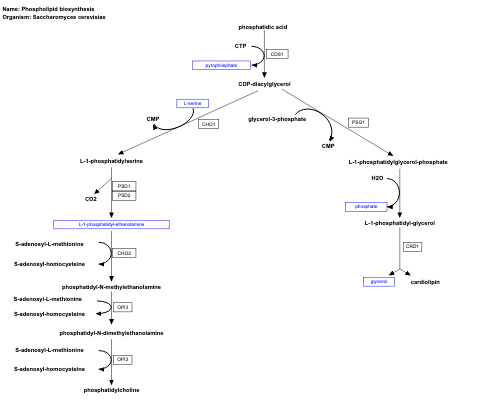 Name: Phospholipid biosynthesis
Organism: Saccharomyces cerevisiae
phosphatidic acid
CTP
CDS1
pyrophosphate
CDP-diacylglycerol
L-serine
CMP
CHO1
glycerol-3-phosphate
PSG1
CMP
L-1-phosphatidylserine
L-1-phosphatidylglycerol-phosphate
PSD1
PSD2
CO2
H2O
phosphate
L-1-phosphatidyl-ethanolamine
L-1-phosphatidyl-glycerol
S-adenosyl-L-methionine
CHO2
S-adenosyl-homocysteine
CRD1
glycerol
cardiolipin
phosphatidyl-N-methylethanolamine
S-adenosyl-L-methionine
OPI3
S-adenosyl-homocysteine
phosphatidyl-N-dimethylethanolamine
S-adenosyl-L-methionine
OPI3
S-adenosyl-homocysteine
phosphatidylcholine